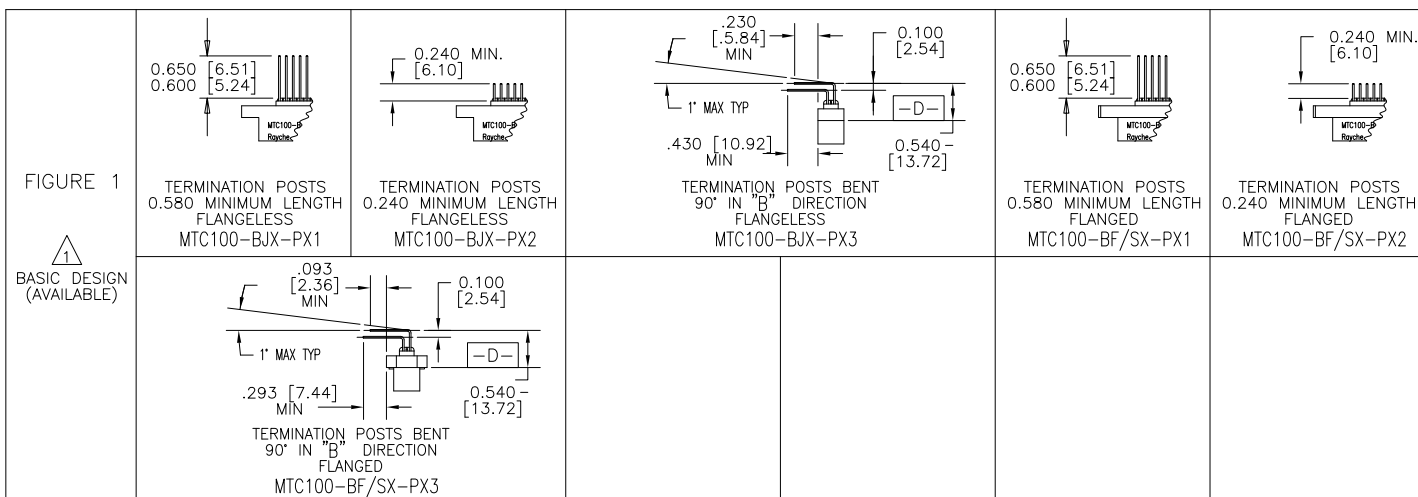 FIGURE 1
1
BASIC DESIGN
(AVAILABLE)
0.650 [6.51]
0.600 [5.24]
MTC100-B
Rayche
TERMINATION POSTS
0.580 MINIMUM LENGTH
FLANGELESS
MTC100-BJX-PX1
0.240 MIN.
[6.10]
MTC100-B
Rayche
TERMINATION POSTS
0.240 MINIMUM LENGTH
FLANGELESS
MTC100-BJX-PX2
.230
[.5.84]
MIN
0.100
[2.54]
1° MAX TYP
-D-
.430 [10.92]
MIN
0.540-
[13.72]
TERMINATION POSTS BENT
90° IN "B" DIRECTION
FLANGELESS
MTC100-BJX-PX3
0.650 [6.51]
0.600 [5.24]
MTC100-B
Rayche
TERMINATION POSTS
0.580 MINIMUM LENGTH
FLANGED
MTC100-BF/SX-PX1
0.240 MIN.
[6.10]
MTC100-B
Rayche
TERMINATION POSTS
0.240 MINIMUM LENGTH
FLANGED
MTC100-BF/SX-PX2
.093
[2.36]
MIN
0.100
[2.54]
1° MAX TYP
-D-
.293 [7.44]
MIN
0.540-
[13.72]
TERMINATION POSTS BENT
90° IN "B" DIRECTION
FLANGED
MTC100-BF/SX-PX3